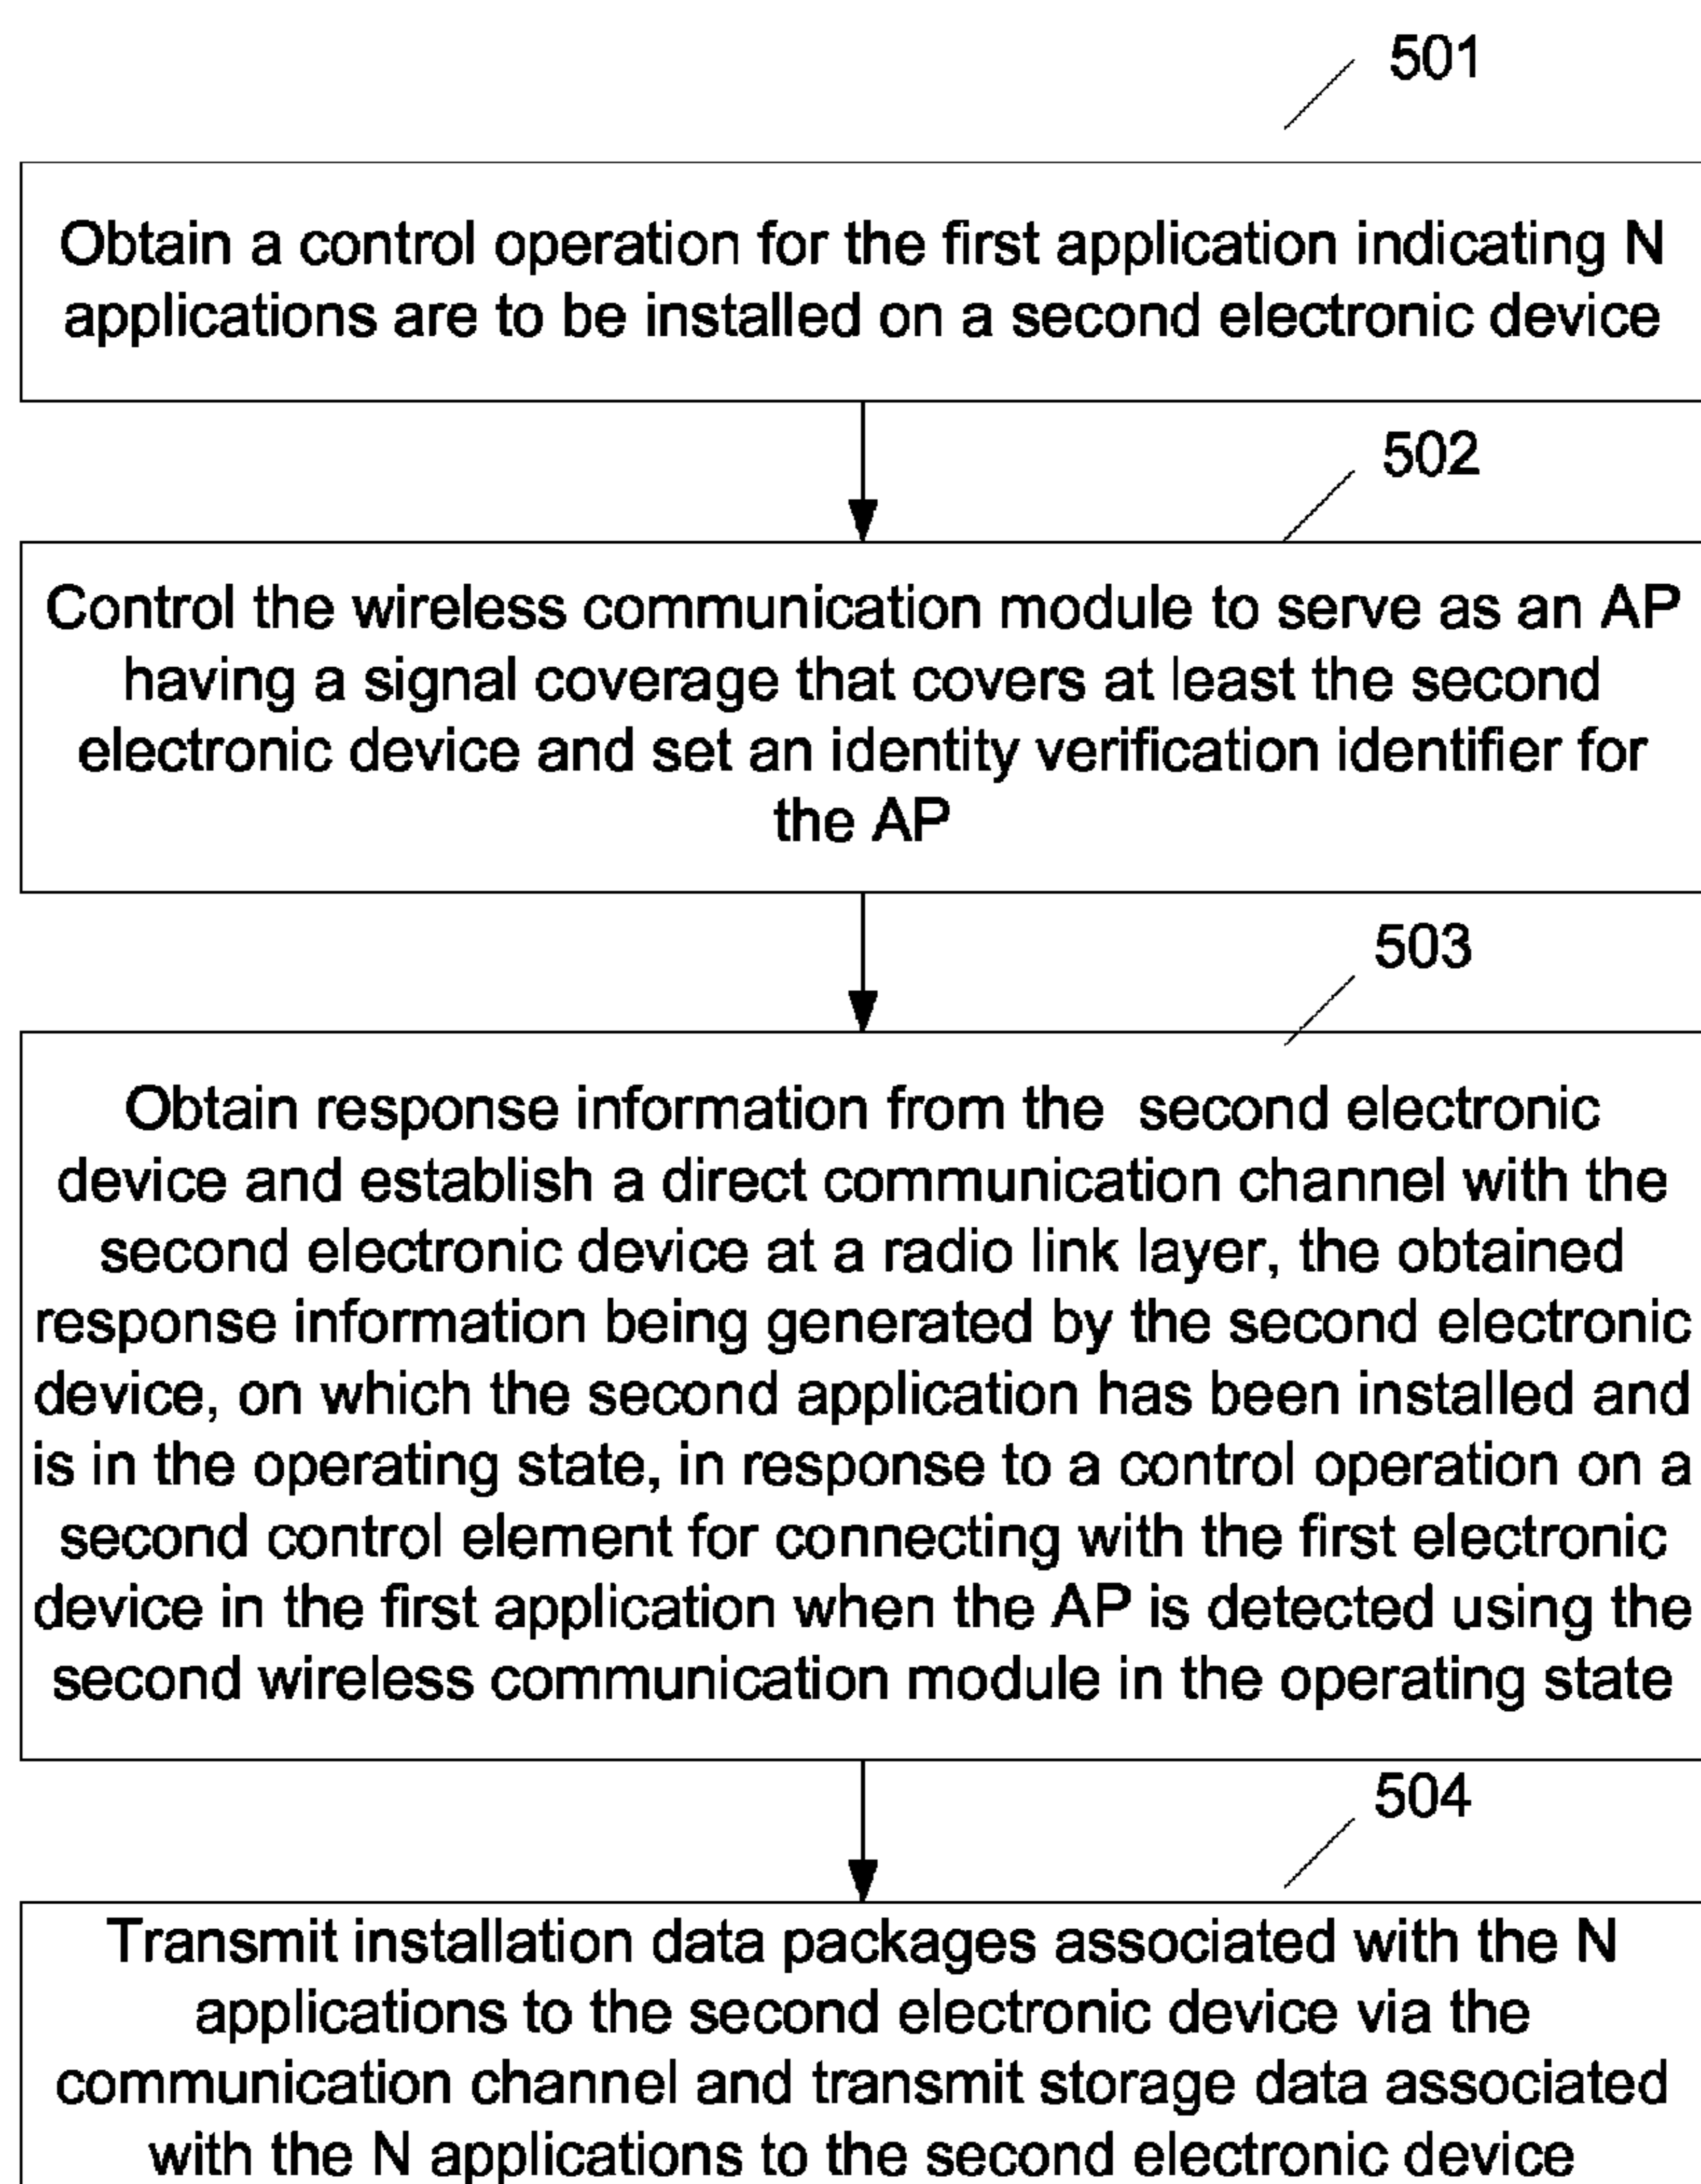 501
Obtain a control operation for the first application indicating N
applications are to be installed on a second electronic device
502
Control the wireless communication module to serve as an AP
having a signal coverage that covers at least the second
electronic device and set an identity verification identifier for
the AP
503
Obtain response information from the second electronic
device and establish a direct communication channel with the
second electronic device at a radio link layer, the obtained
response information being generated by the second electronic
device, on which the second application has been installed and
is in the operating state, in response to a control operation on a
second control element for connecting with the first electronic
device in the first application when the AP is detected using the
second wireless communication module in the operating state
504
Transmit installation data packages associated with the N
applications to the second electronic device via the
communication channel and transmit storage data associated
with the N applications to the second electronic device